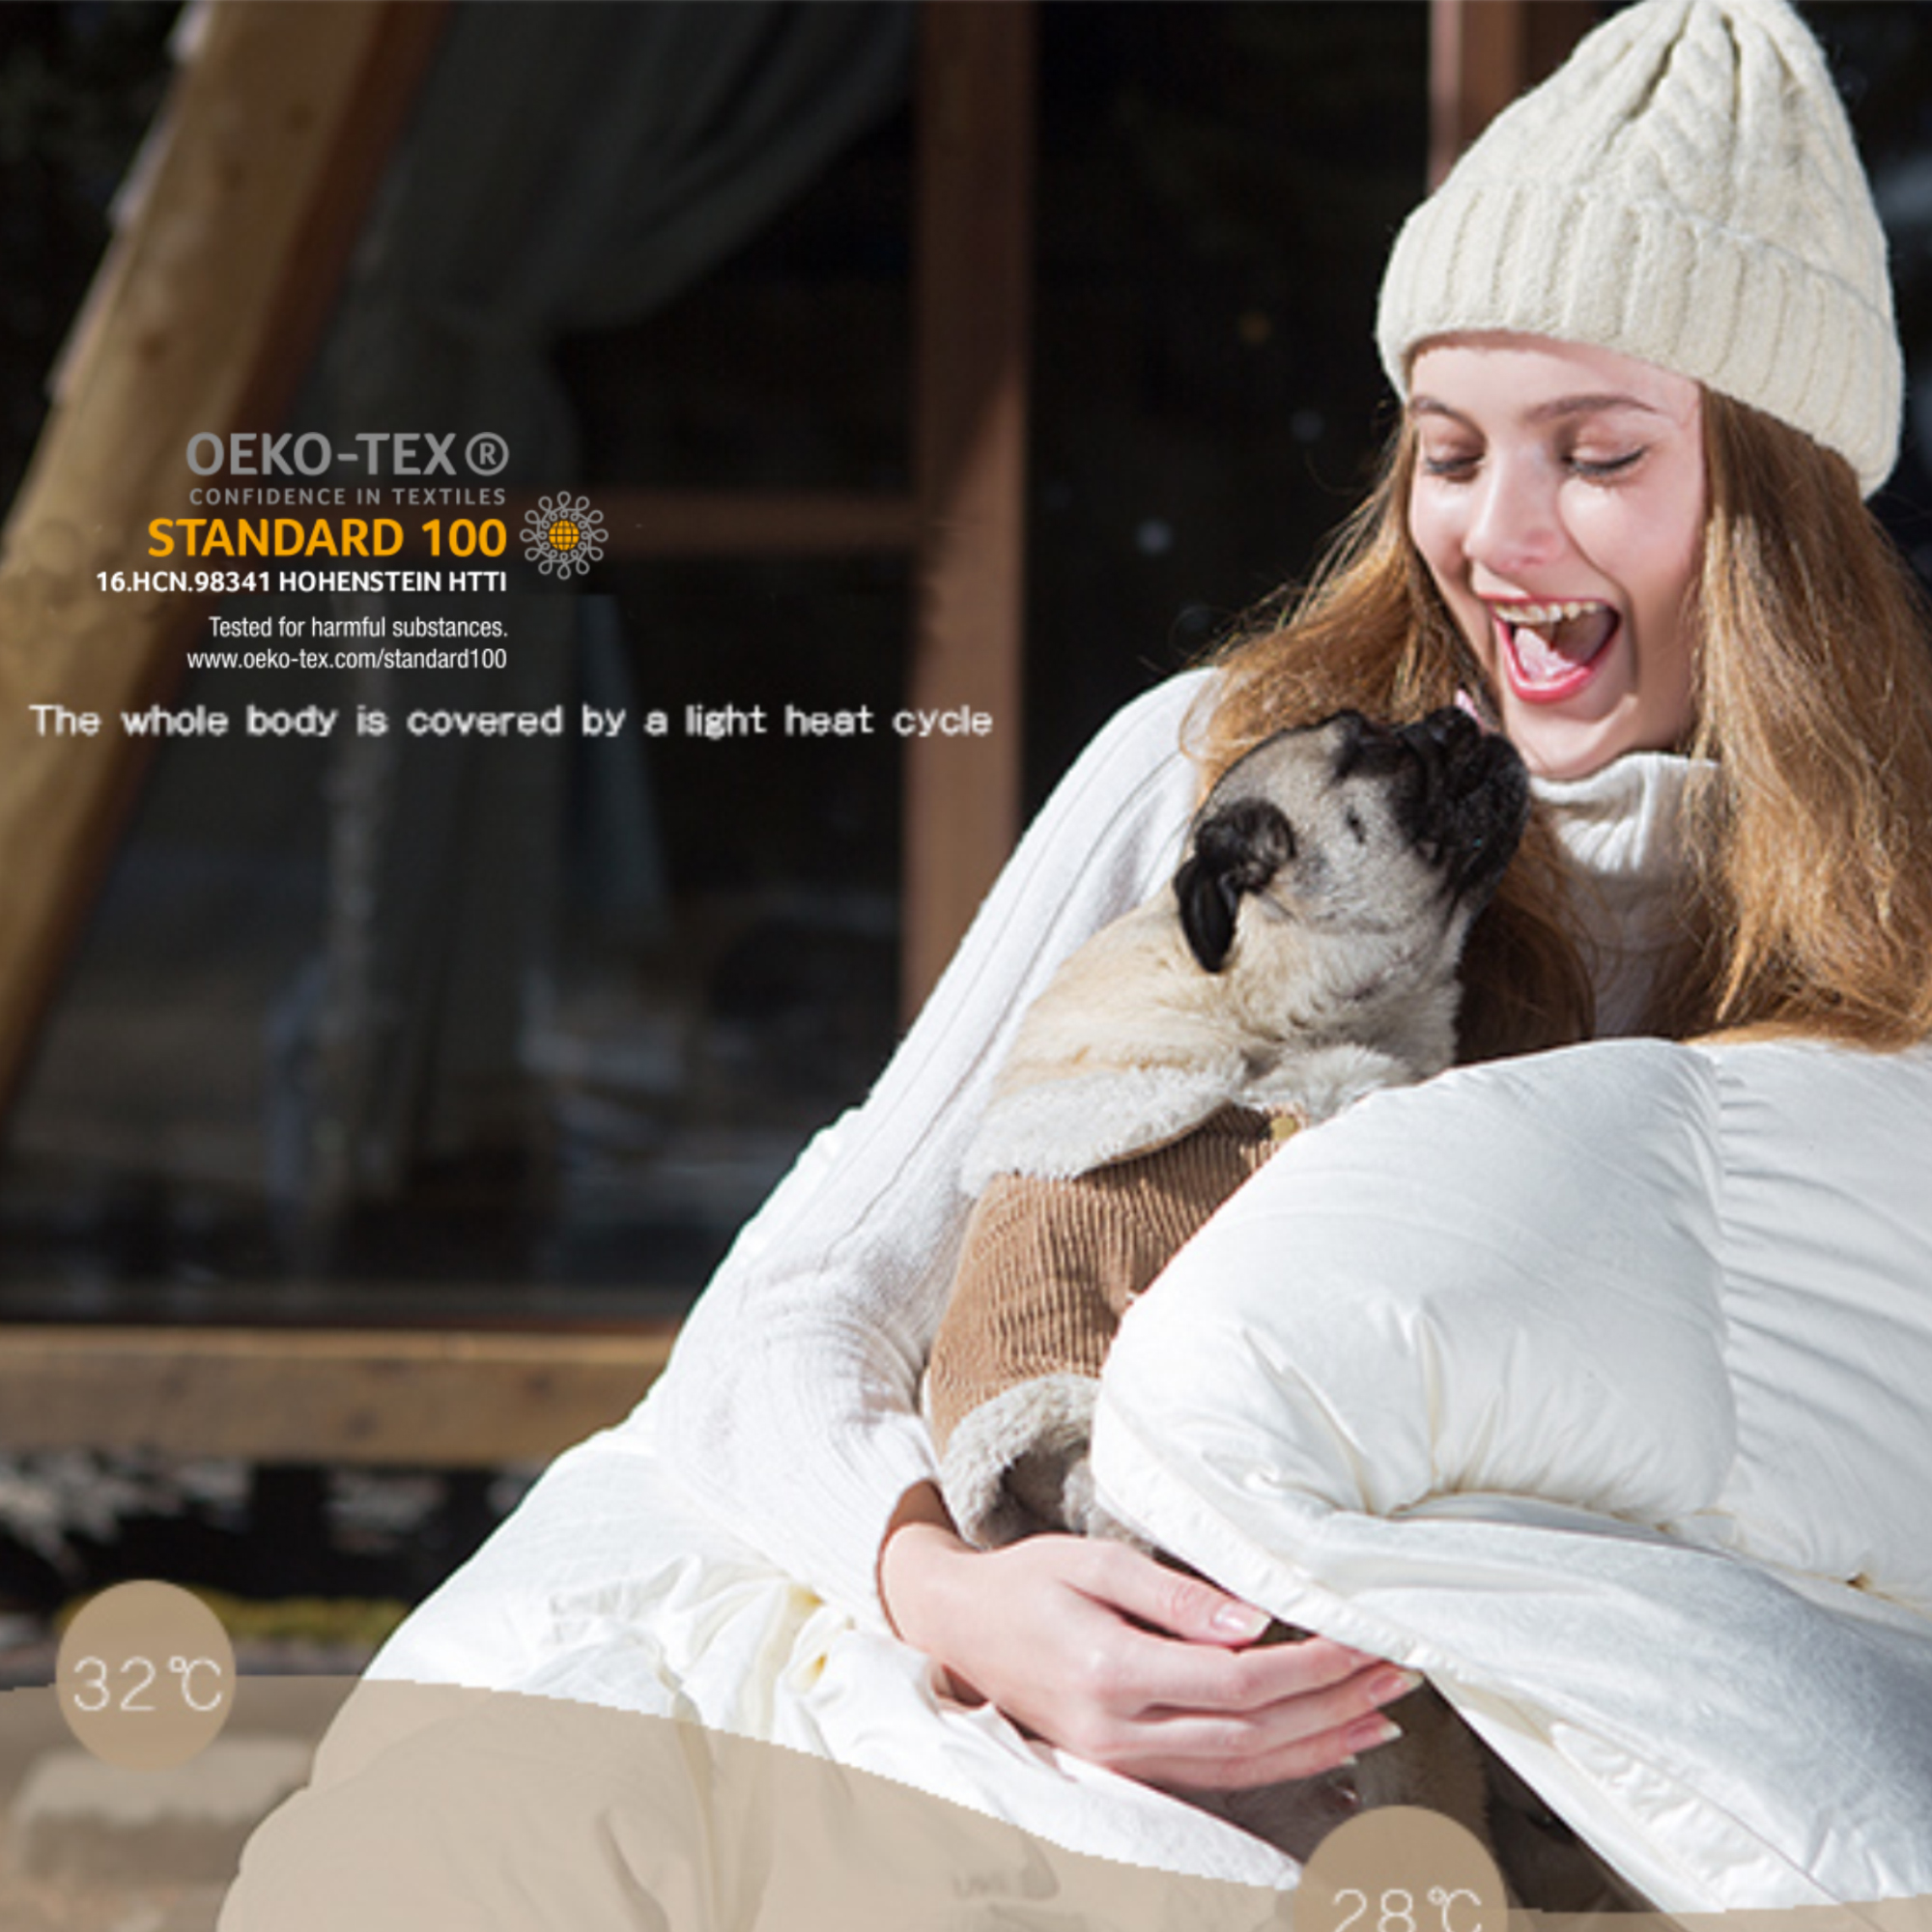 OEKO-TEX®
CONFIDENCE IN TEXTILES
STANDARD 100
16.HCN.98341 HOHENSTEIN HTTI
Tested for harmful substances.
www.oeko-tex.com/standard100
The whole body is covered by a light heat cycle
32℃
28℃